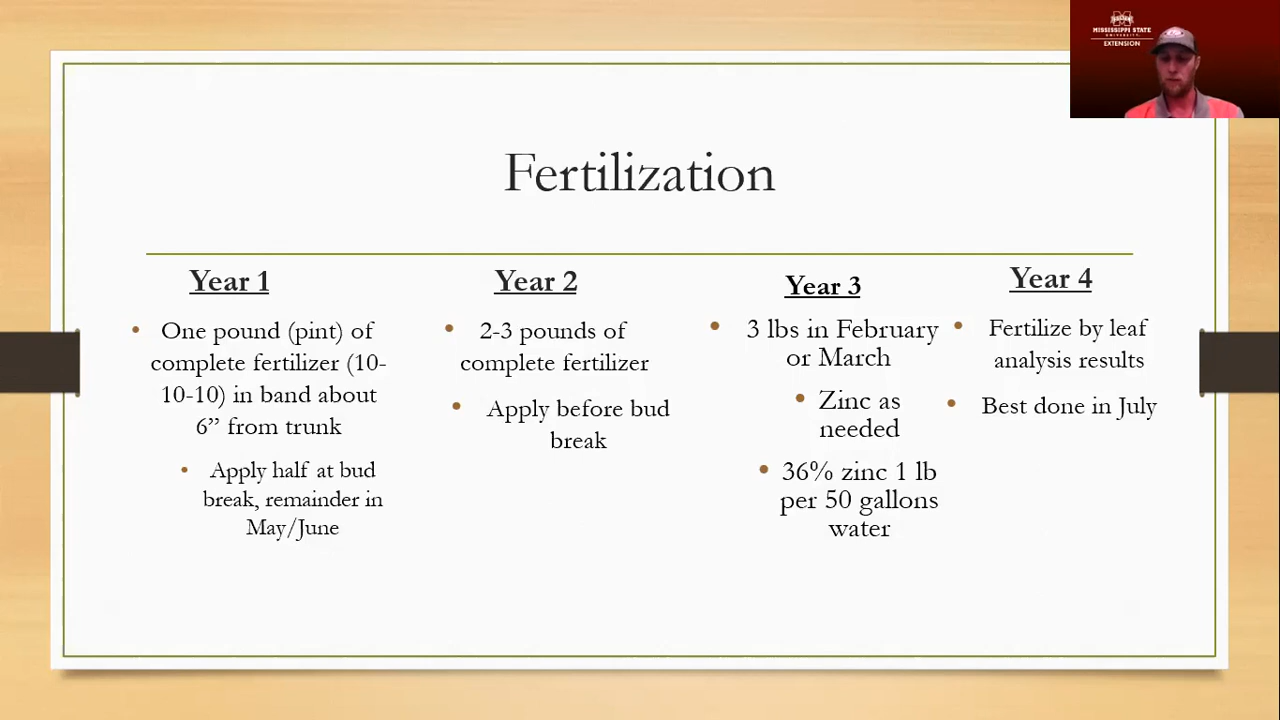 MISSISSIPPI STATE
UNIVERSITY
EXTENSION
Fertilization
Year 1
One pound (pint) of
complete fertilizer (10-
10-10) in band about
6” from trunk
Apply half at bud
break, remainder in
May/June
Year 2
2-3 pounds of
complete fertilizer
Apply before bud
break
Year 3
3 lbs in February
or March
Zinc as
needed
36% zinc 1 lb
per 50 gallons
water
Year 4
Fertilize by leaf
analysis results
Best done in July